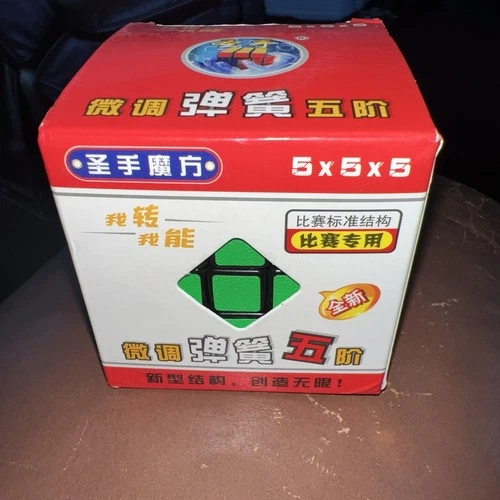 圣手
®
微调 弹簧 五阶
圣手魔方
5x5x5
我转
我能
比赛标准结构
比赛专用
全新
微调 弹簧 五阶
新型结构,创造无限!